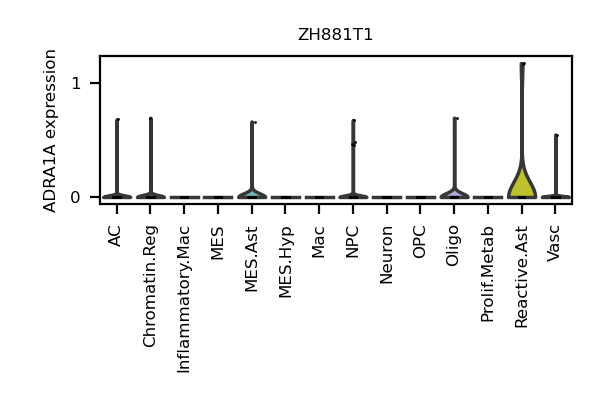 ZH881T1
ADRA1A expression
1
0
AC
Chromatin.Reg
Inflammatory.Mac
MES
MES.Ast
MES.Hyp
Mac
NPC
Neuron
OPC
Oligo
Prolif.Metab
Reactive.Ast
Vasc